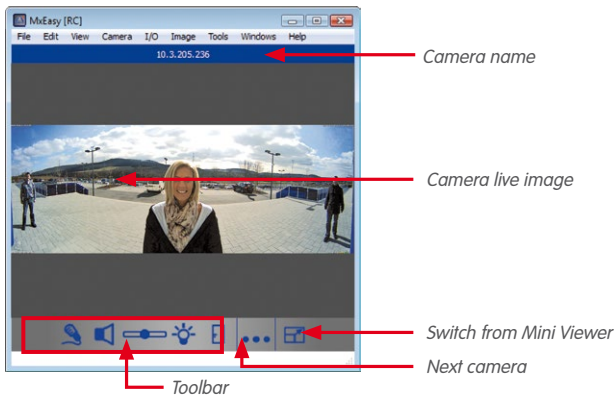 MxEasy [RC]
File Edit View Camera I/O Image Tools Windows Help
10.3.205.236
Camera name
Camera live image
Switch from Mini Viewer
Next camera
Toolbar